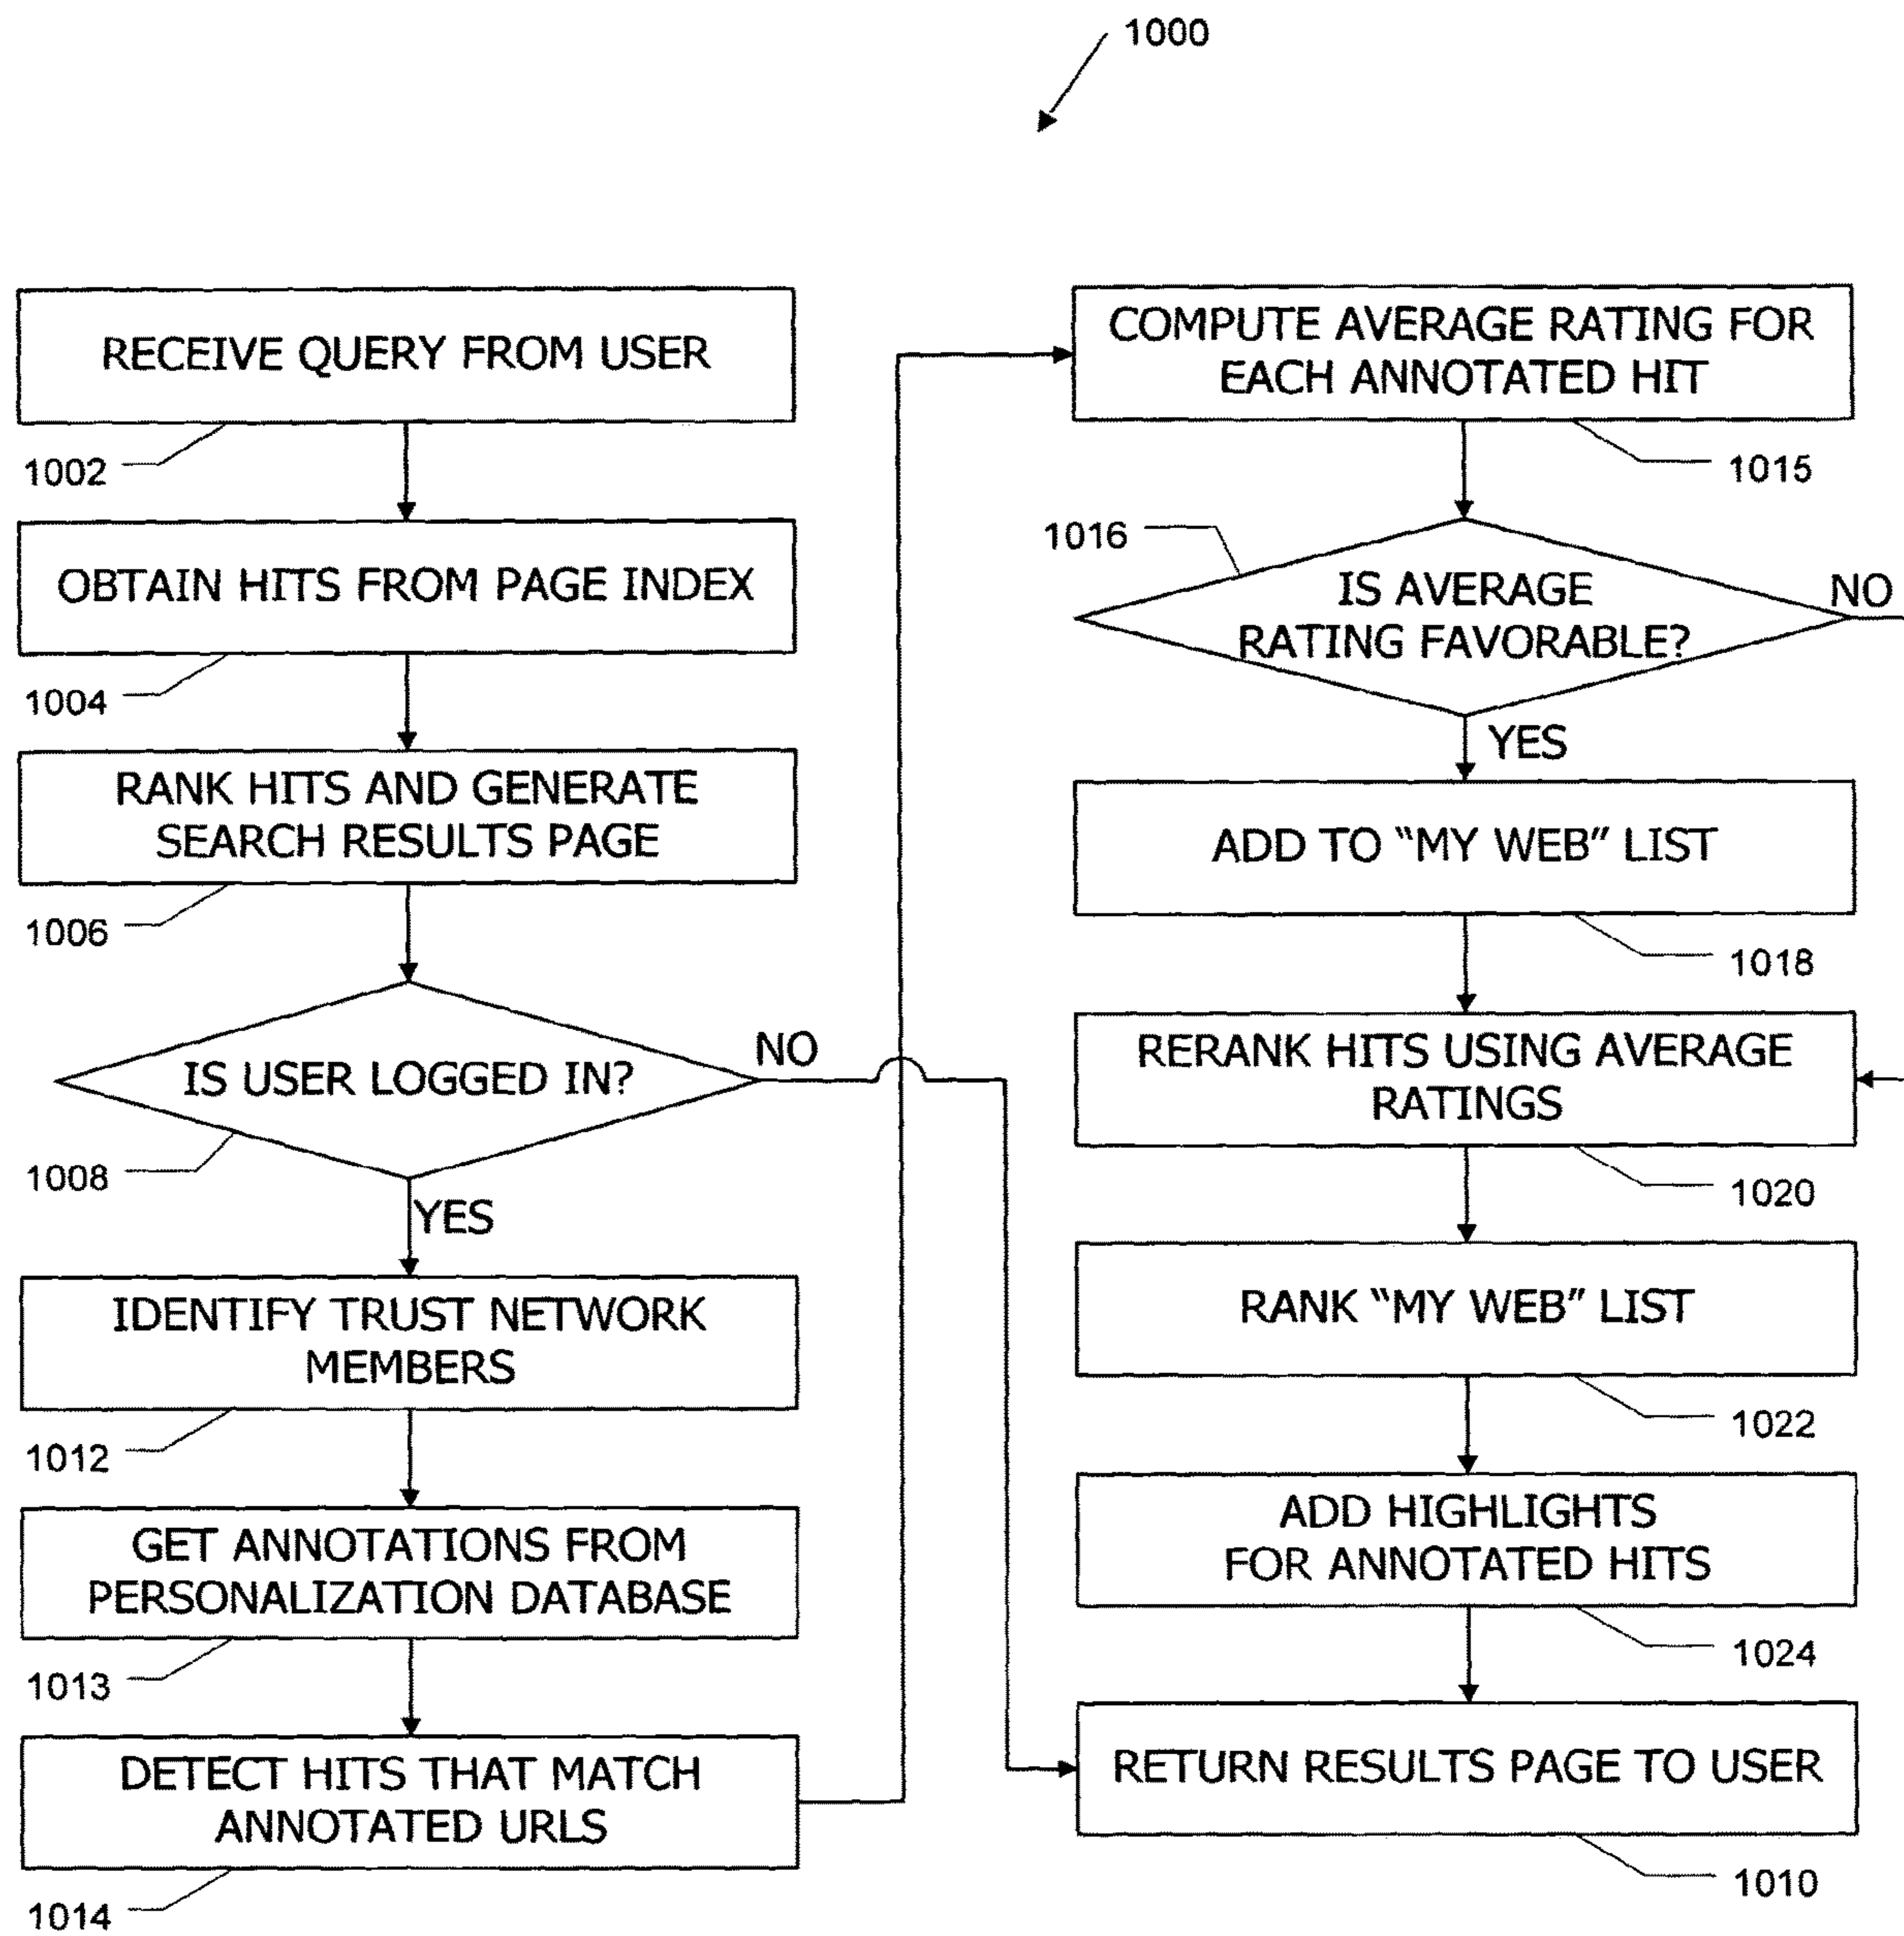 1000
RECEIVE QUERY FROM USER
1002
OBTAIN HITS FROM PAGE INDEX
1004
RANK HITS AND GENERATE
SEARCH RESULTS PAGE
1006
IS USER LOGGED IN?
NO
1008
YES
IDENTIFY TRUST NETWORK
MEMBERS
1012
GET ANNOTATIONS FROM
PERSONALIZATION DATABASE
1013
DETECT HITS THAT MATCH
ANNOTATED URLS
1014
COMPUTE AVERAGE RATING FOR
EACH ANNOTATED HIT
1015
1016
IS AVERAGE
RATING FAVORABLE?
NO
YES
ADD TO “MY WEB” LIST
1018
RERANK HITS USING AVERAGE
RATINGS
1020
RANK “MY WEB” LIST
1022
ADD HIGHLIGHTS
FOR ANNOTATED HITS
1024
RETURN RESULTS PAGE TO USER
1010